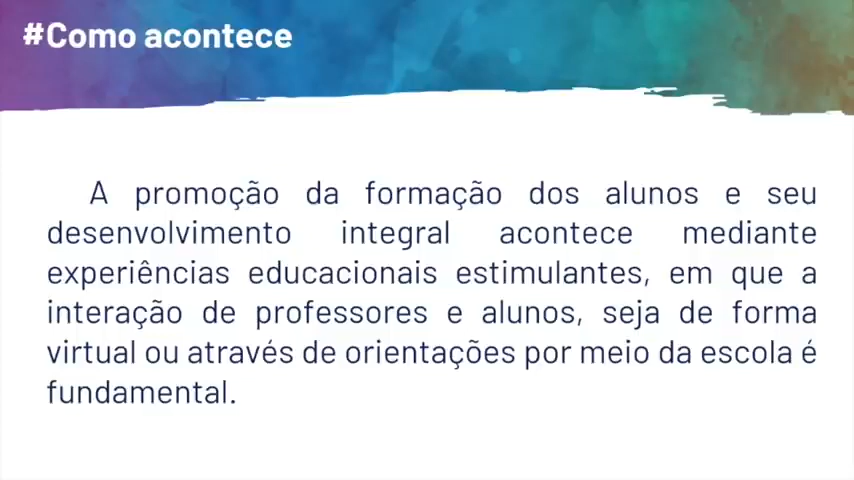 #Como acontece
A promoção da formação dos alunos e seu
desenvolvimento integral acontece mediante
experiências educacionais estimulantes, em que a
interação de professores e alunos, seja de forma
virtual ou através de orientações por meio da escola é
fundamental.